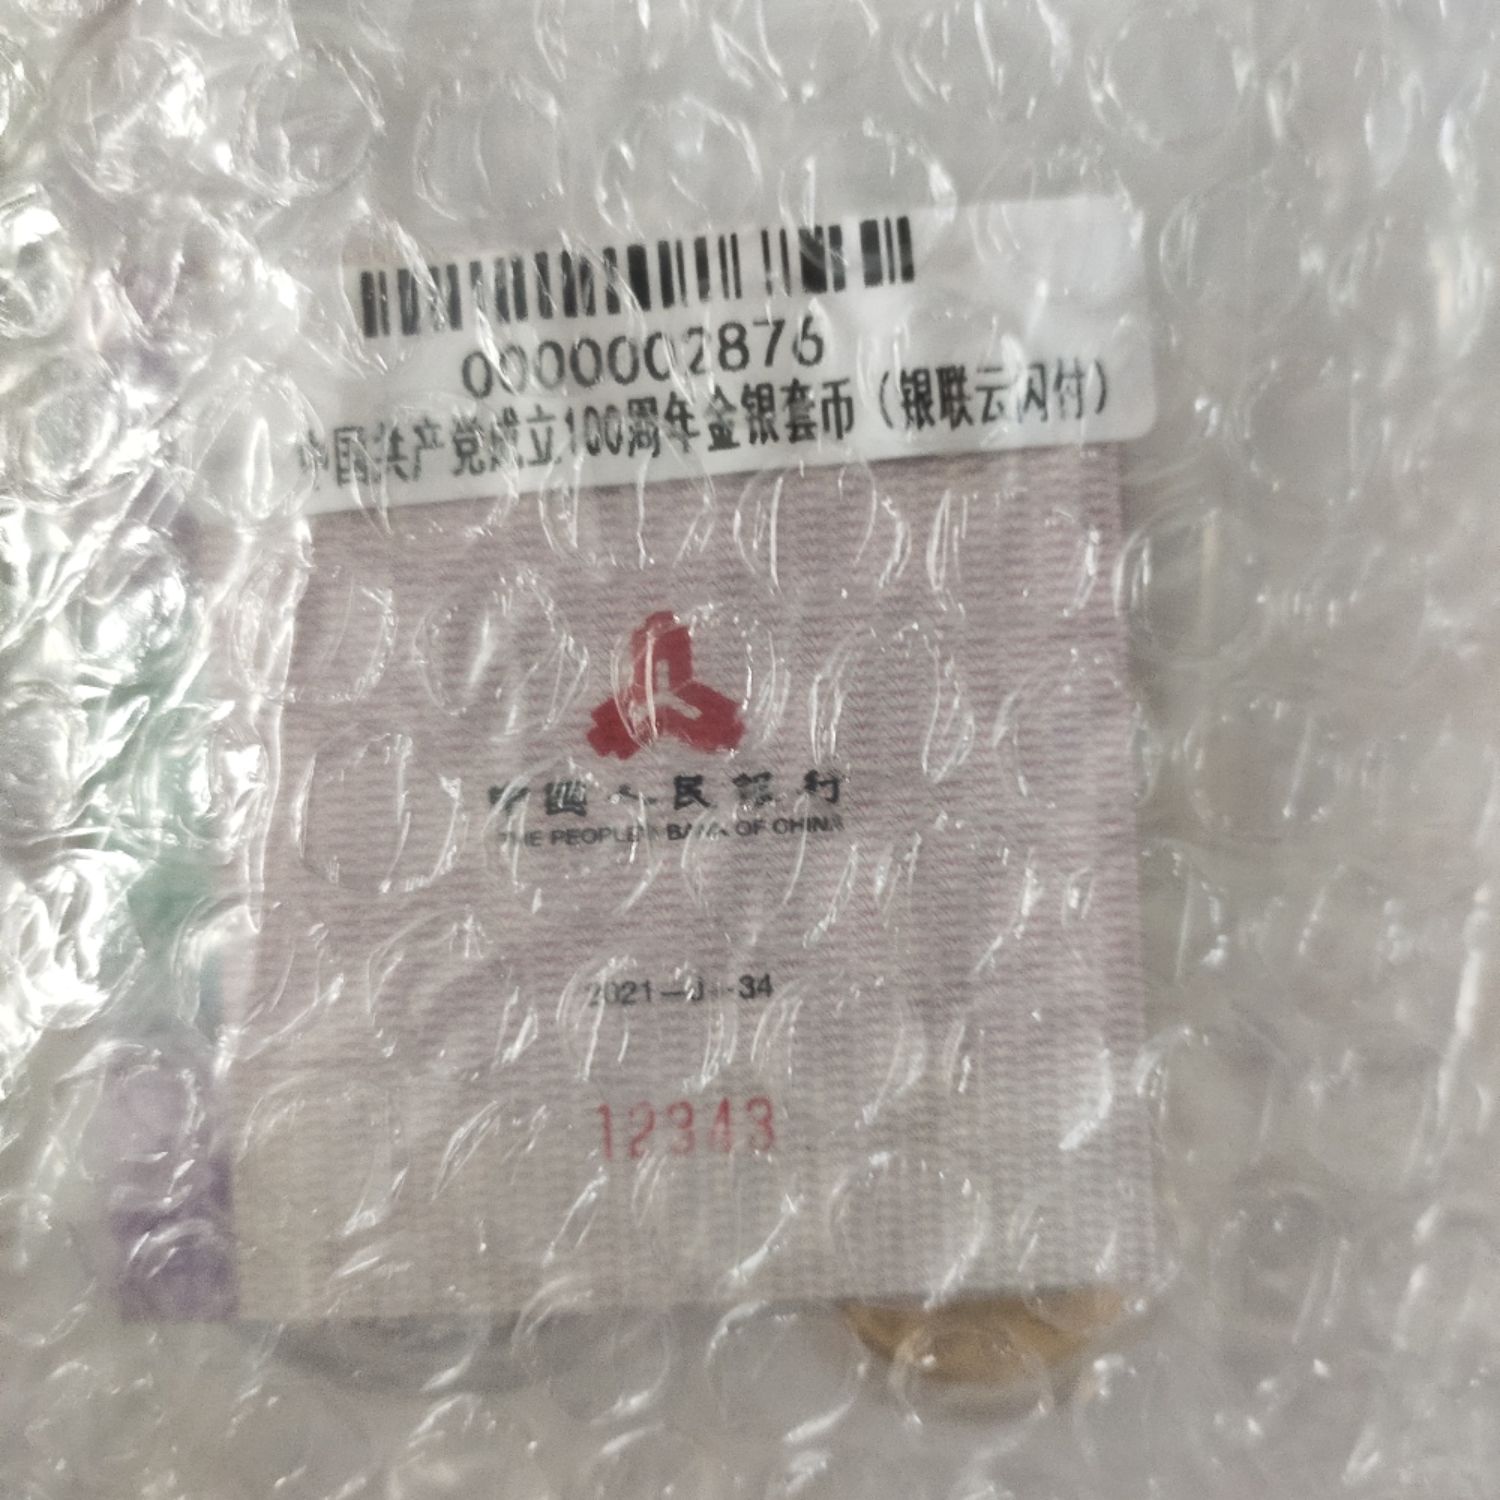 0000002876
中国共产党成立100周年金银套币（银联云闪付）
中国人民银行
THE PEOPLE'S BANK OF CHINA
12343